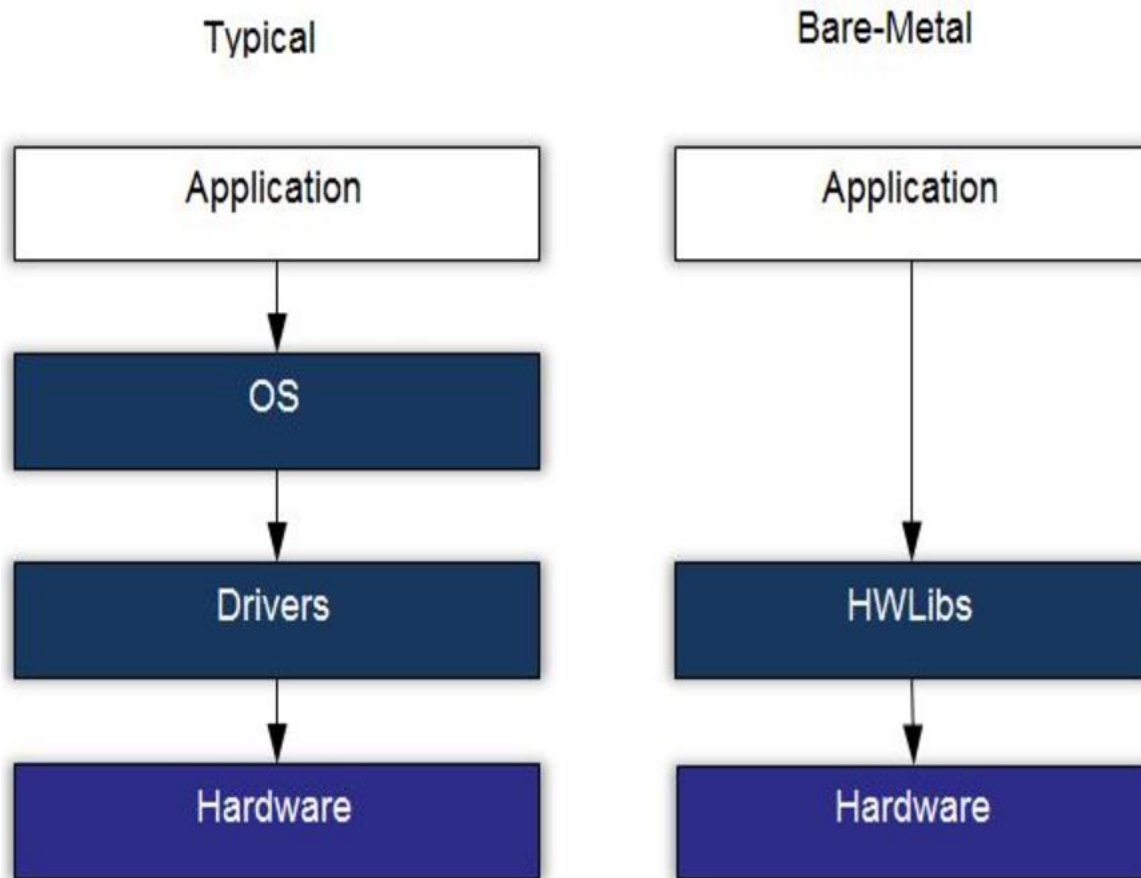 Typical
Bare-Metal
Application
Application
OS
Drivers
HWLibs
Hardware
Hardware